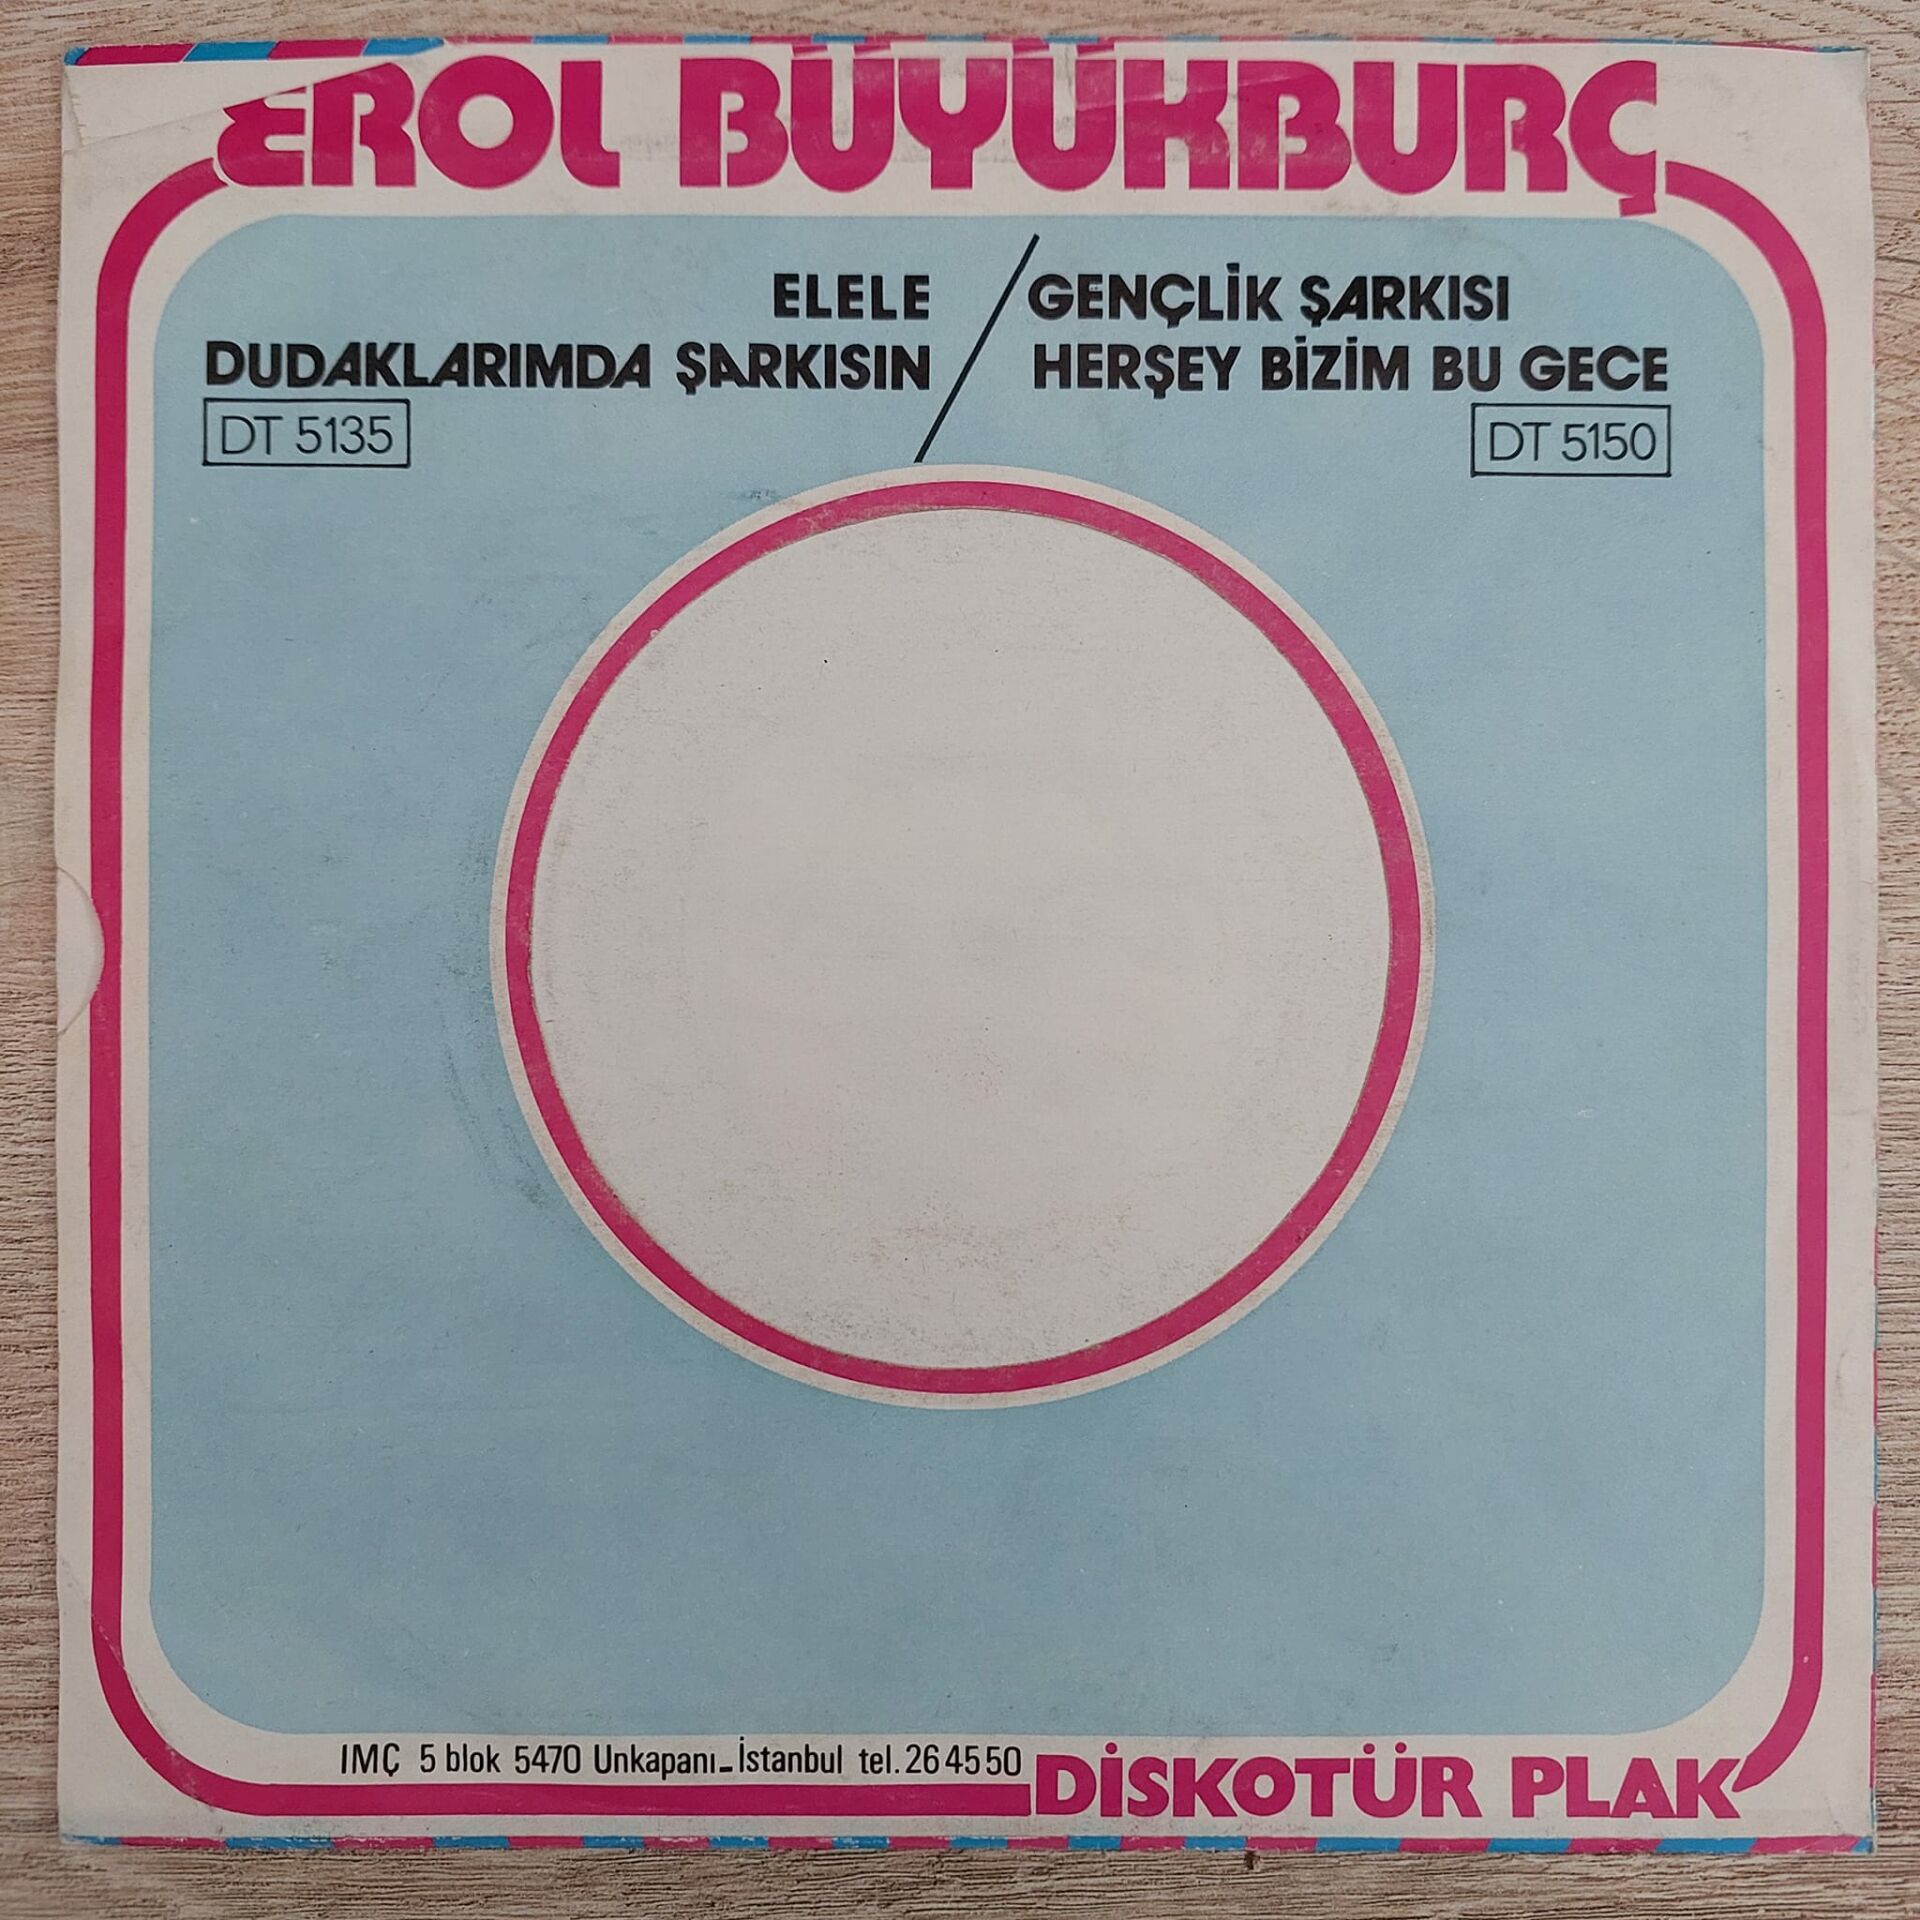 EROL BÜYÜKBURÇ
ELELE / GENÇLİK ŞARKISI
DUDAKLARIMDA ŞARKISIN / HERŞEY BİZİM BU GECE
DT 5135
DT 5150
IMÇ 5 blok 5470 Unkapanı_İstanbul tel. 26 45 50
DİSKOTÜR PLAK